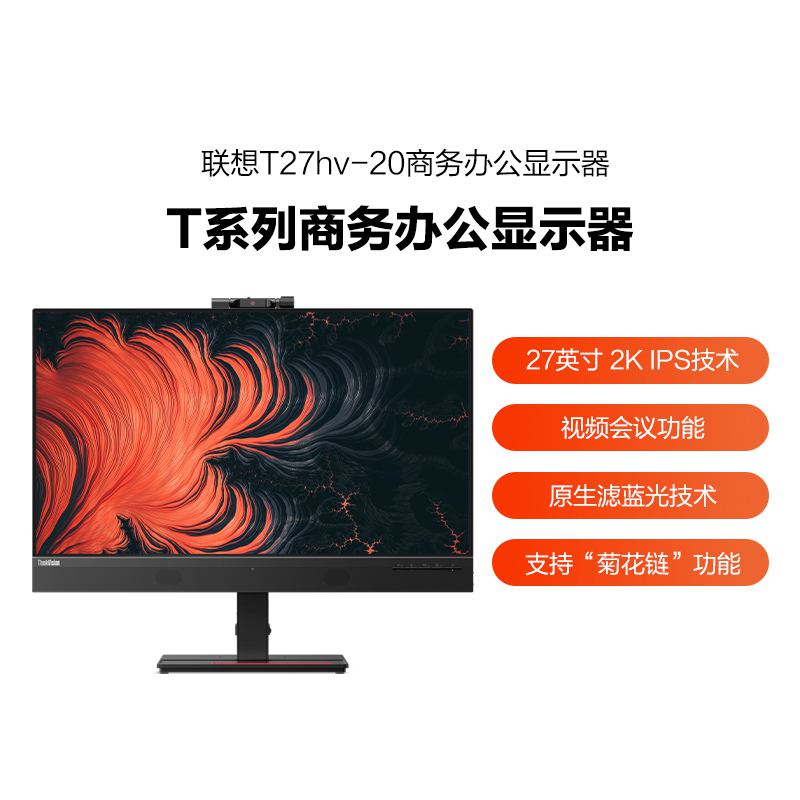 联想T27hv-20商务办公显示器
T系列商务办公显示器
27英寸 2K IPS技术
视频会议功能
原生滤蓝光技术
支持“菊花链”功能
ThinkVision